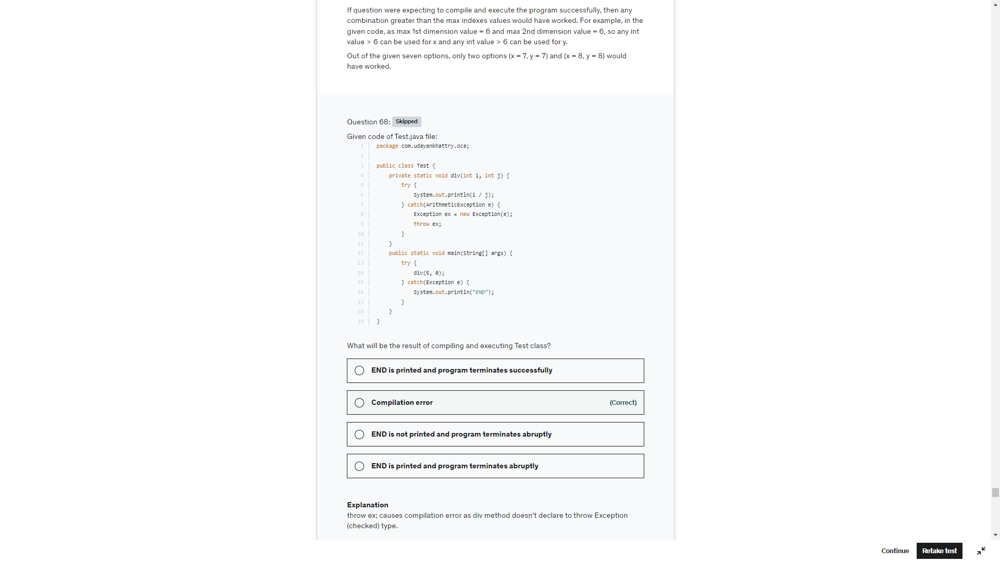 If question were expecting to compile and execute the program successfully, then any
combination greater than the max indexes values would have worked. For example, in the
given code, as max 1st dimension value = 6 and max 2nd dimension value = 6, so any int
value > 6 can be used for x and any int value > 6 can be used for y.
Out of the given seven options, only two options (x = 7, y = 7) and (x = 8, y = 8) would
have worked.
Question 68: Skipped
Given code of Test.java file:
1 package com.udayankhattry.oca;
2
3 public class Test {
4     private static void div(int i, int j) {
5         try {
6             System.out.println(i / j);
7         } catch(ArithmeticException e) {
8             Exception ex = new Exception(e);
9             throw ex;
10         }
11     }
12     public static void main(String[] args) {
13         try {
14             div(5, 0);
15         } catch(Exception e) {
16             System.out.println("END");
17         }
18     }
19 }
What will be the result of compiling and executing Test class?
END is printed and program terminates successfully
Compilation error (Correct)
END is not printed and program terminates abruptly
END is printed and program terminates abruptly
Explanation
throw ex; causes compilation error as div method doesn't declare to throw Exception
(checked) type.
Continue Retake test